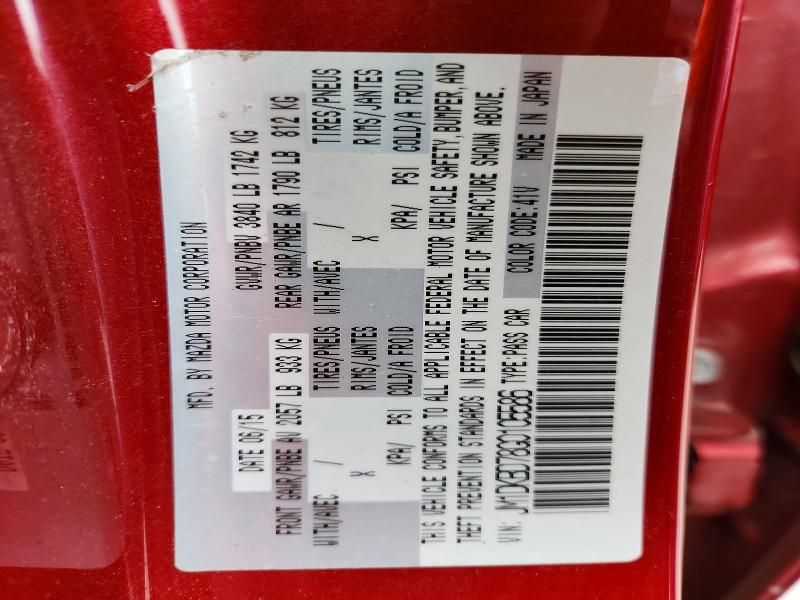 MFD. BY MAZDA MOTOR CORPORATION
DATE 06/15 GVWR/PNBV 3840 LB 1742 KG
FRONT GAWR/PNBE AV 2057 LB 933 KG REAR GAWR/PNBE AR 1790 LB 812 KG
WITH/AVEC / TIRES/PNEUS WITH/AVEC / TIRES/PNEUS
X RIMS/JANTES X RIMS/JANTES
KPA/ PSI COLD/A FROID KPA/ PSI COLD/A FROID
THIS VEHICLE CONFORMS TO ALL APPLICABLE FEDERAL MOTOR VEHICLE SAFETY, BUMPER, AND
THEFT PREVENTION STANDARDS IN EFFECT ON THE DATE OF MANUFACTURE SHOWN ABOVE.
VIN: JM1DKBD78G0105586 TYPE:PASS CAR COLOR CODE:41V MADE IN JAPAN